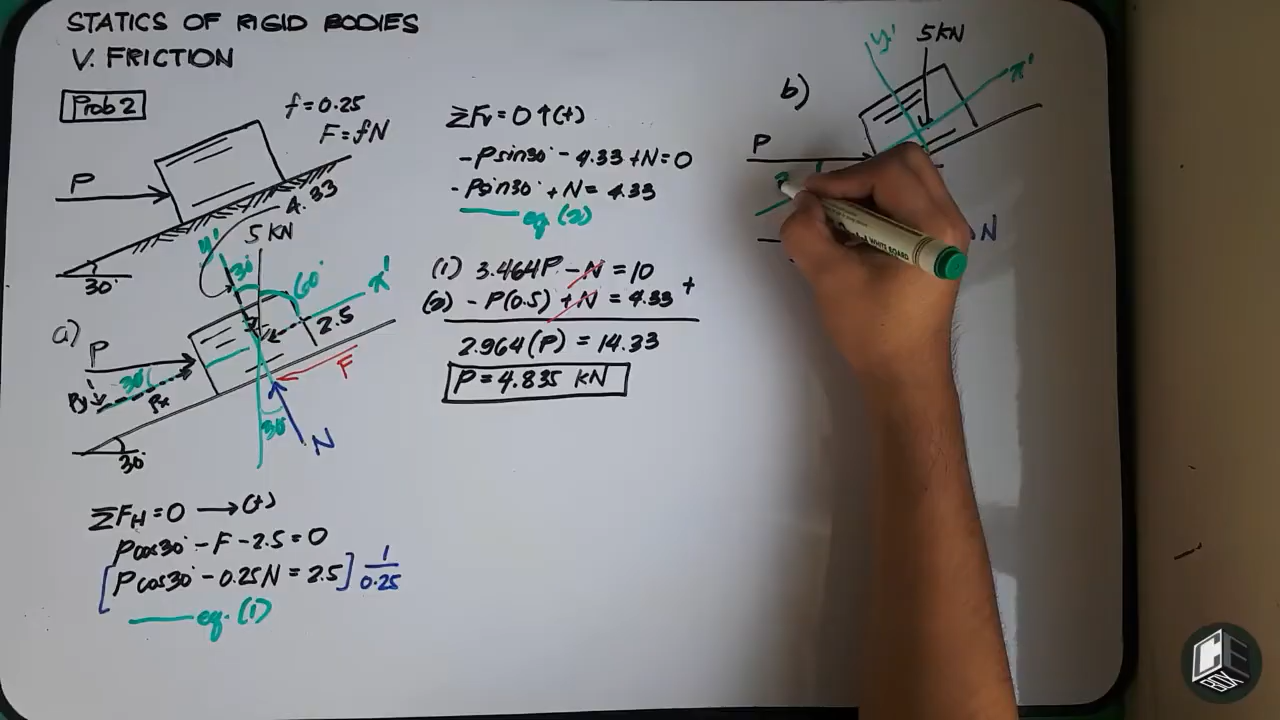 STATICS OF RIGID BODIES
V. FRICTION
Prob 2
f=0.25
F=fN
P
30°
4.33
5 KN
y'
30°
60°
x'
2.5
a)
P
30°
Py
Px
F
30°
N
30°
ΣFH=0 →(+)
Pcos30° - F - 2.5 = 0
[Pcos30° - 0.25N = 2.5] 1/0.25
eq. (1)
ΣFv=0 ↑(+)
-Psin30° - 4.33 + N = 0
-Psin30° + N = 4.33
eq (2)
(1) 3.464P - N = 10
(2) - P(0.5) + N = 4.33 +
2.964(P) = 14.33
P = 4.835 KN
b)
y'
5 KN
x'
P
N
CE
BOX